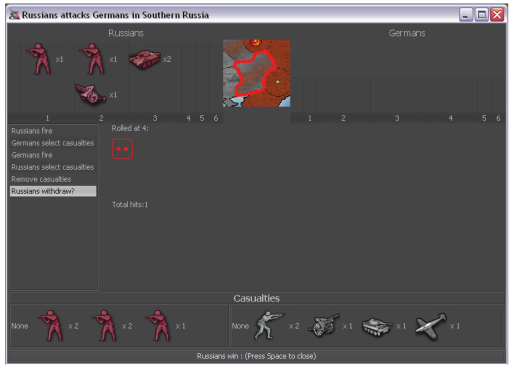 Russians attacks Germans in Southern Russia
Russians Germans
x1 x1 x2
x1
1 2 3 4 5 6 1 2 3 4 5 6
Russians fire
Germans select casualties
Germans fire
Russians select casualties
Remove casualties
Russians withdraw?
Rolled at 4:
Total hits:1
Casualties
None x 2 x 2 x 1 None x 2 x 1 x 1 x 1
Russians win : (Press Space to close)